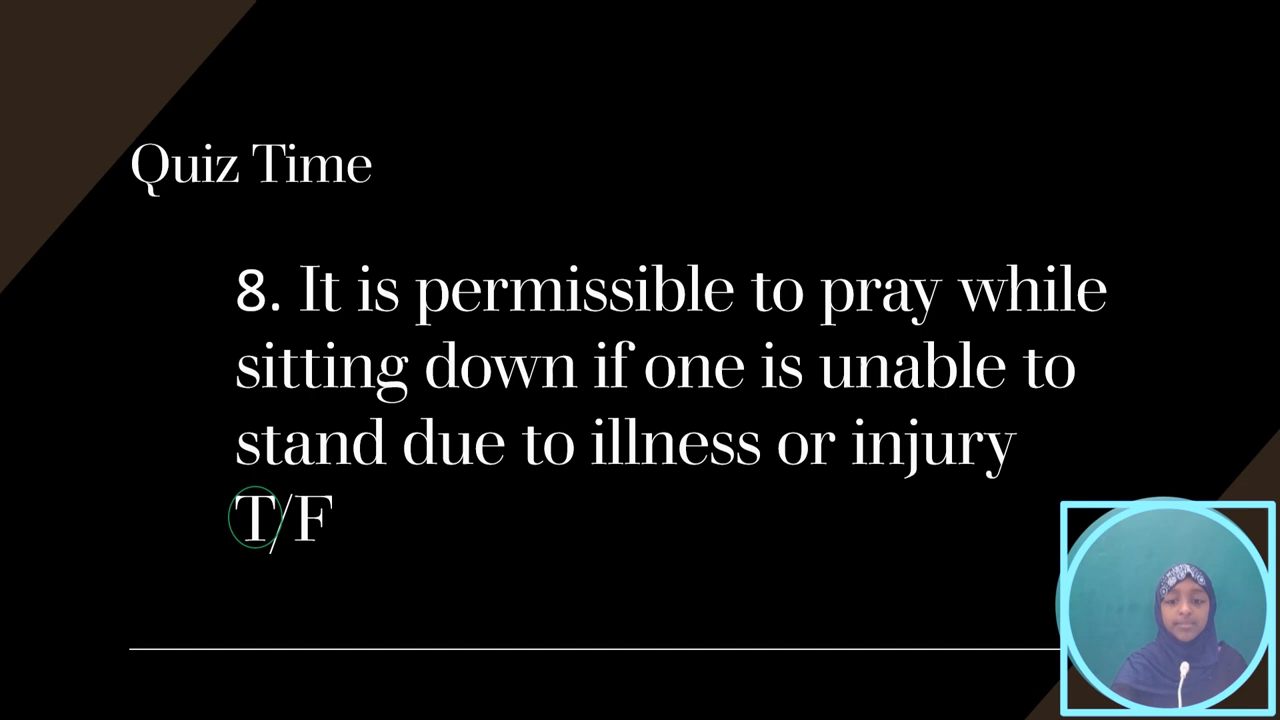 Quiz Time
8. It is permissible to pray while
sitting down if one is unable to
stand due to illness or injury
T/F